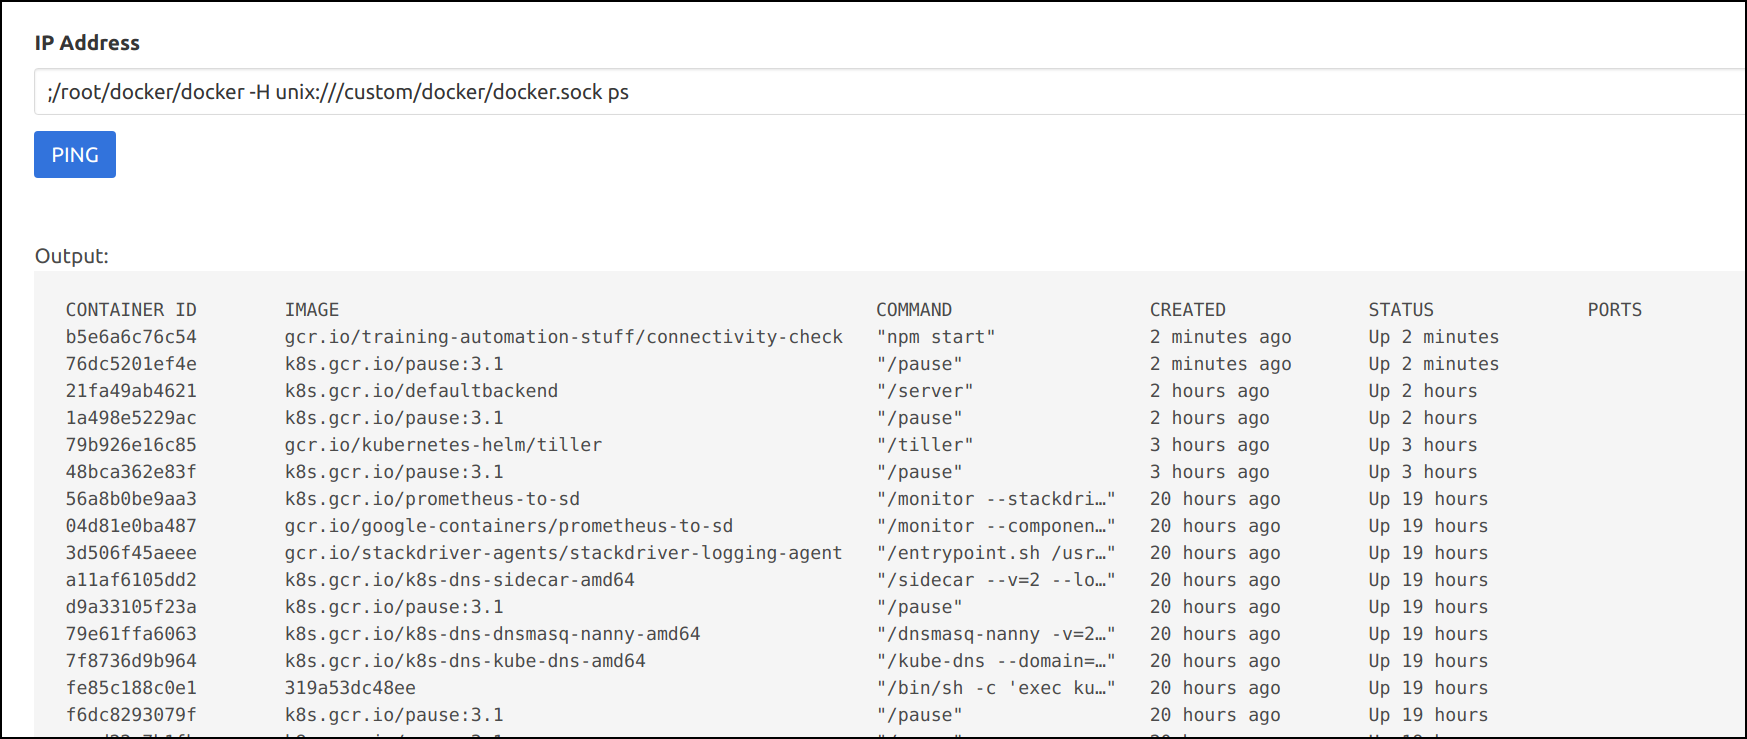 IP Address
;/root/docker/docker -H unix:///custom/docker/docker.sock ps
PING
Output:
CONTAINER ID IMAGE COMMAND CREATED STATUS PORTS
b5e6a6c76c54 gcr.io/training-automation-stuff/connectivity-check "npm start" 2 minutes ago Up 2 minutes
76dc5201ef4e k8s.gcr.io/pause:3.1 "/pause" 2 minutes ago Up 2 minutes
21fa49ab4621 k8s.gcr.io/defaultbackend "/server" 2 hours ago Up 2 hours
1a498e5229ac k8s.gcr.io/pause:3.1 "/pause" 2 hours ago Up 2 hours
79b926e16c85 gcr.io/kubernetes-helm/tiller "/tiller" 3 hours ago Up 3 hours
48bca362e83f k8s.gcr.io/pause:3.1 "/pause" 3 hours ago Up 3 hours
56a8b0be9aa3 k8s.gcr.io/prometheus-to-sd "/monitor --stackdri…" 20 hours ago Up 19 hours
04d81e0ba487 gcr.io/google-containers/prometheus-to-sd "/monitor --componen…" 20 hours ago Up 19 hours
3d506f45aeee gcr.io/stackdriver-agents/stackdriver-logging-agent "/entrypoint.sh /usr…" 20 hours ago Up 19 hours
a11af6105dd2 k8s.gcr.io/k8s-dns-sidecar-amd64 "/sidecar --v=2 --lo…" 20 hours ago Up 19 hours
d9a33105f23a k8s.gcr.io/pause:3.1 "/pause" 20 hours ago Up 19 hours
79e61ffa6063 k8s.gcr.io/k8s-dns-dnsmasq-nanny-amd64 "/dnsmasq-nanny -v=2…" 20 hours ago Up 19 hours
7f8736d9b964 k8s.gcr.io/k8s-dns-kube-dns-amd64 "/kube-dns --domain=…" 20 hours ago Up 19 hours
fe85c188c0e1 319a53dc48ee "/bin/sh -c 'exec ku…" 20 hours ago Up 19 hours
f6dc8293079f k8s.gcr.io/pause:3.1 "/pause" 20 hours ago Up 19 hours